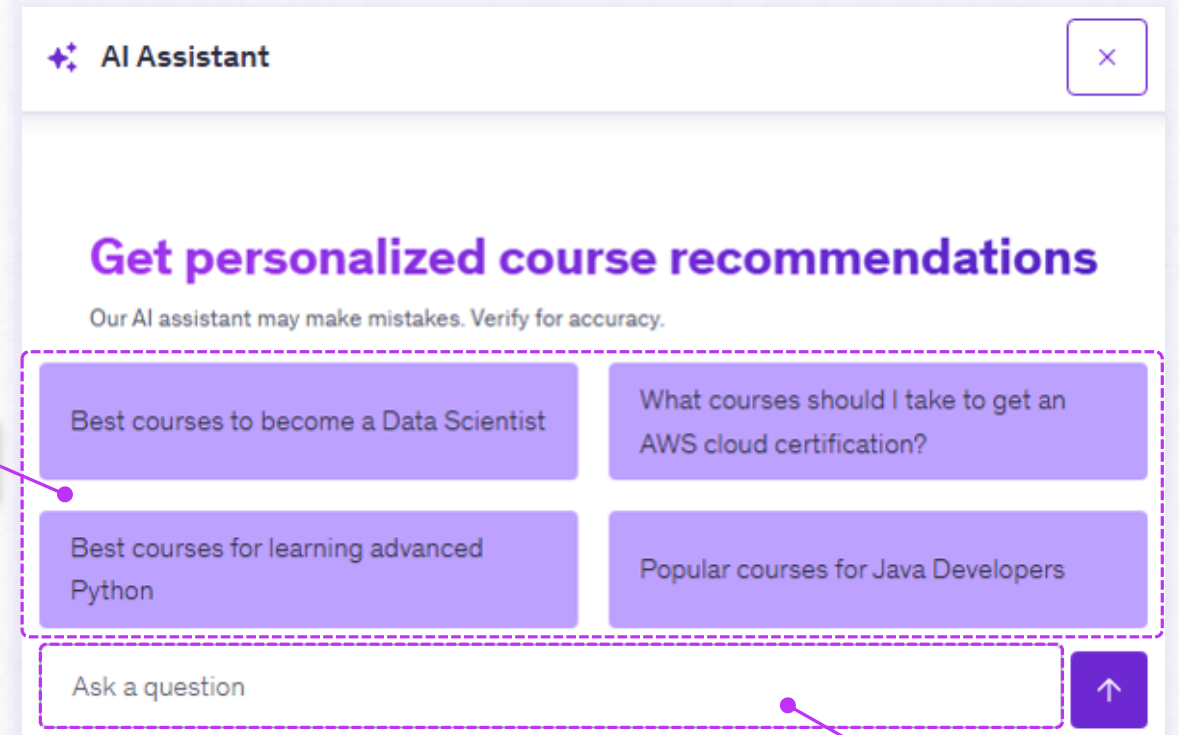 AI Assistant
Get personalized course recommendations
Our AI assistant may make mistakes. Verify for accuracy.
Best courses to become a Data Scientist
What courses should I take to get an
AWS cloud certification?
Best courses for learning advanced
Python
Popular courses for Java Developers
Ask a question